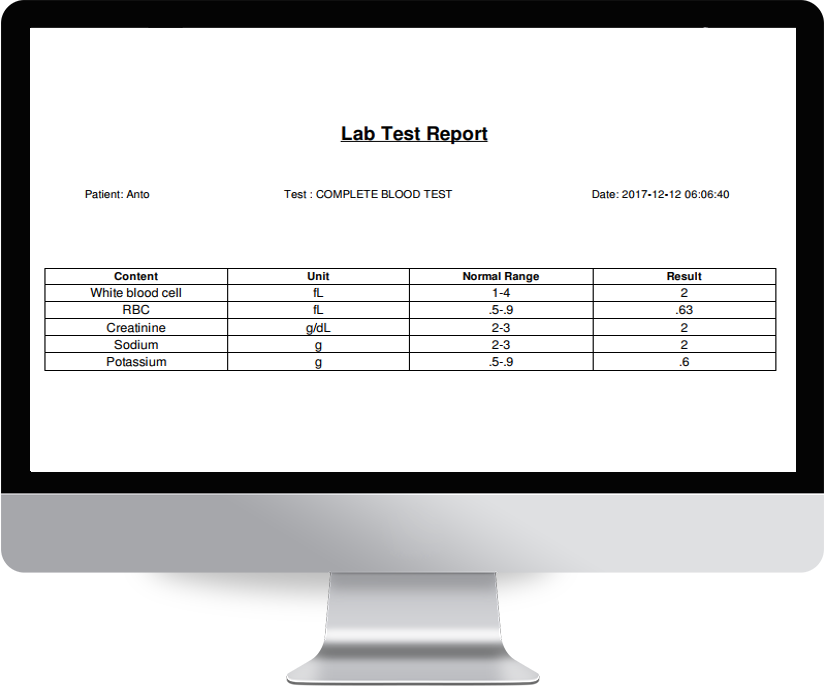 Lab Test Report
Patient: Anto Test : COMPLETE BLOOD TEST Date: 2017-12-12 06:06:40
Content Unit Normal Range Result
White blood cell fL 1-4 2
RBC fL .5-.9 .63
Creatinine g/dL 2-3 2
Sodium g 2-3 2
Potassium g .5-.9 .6